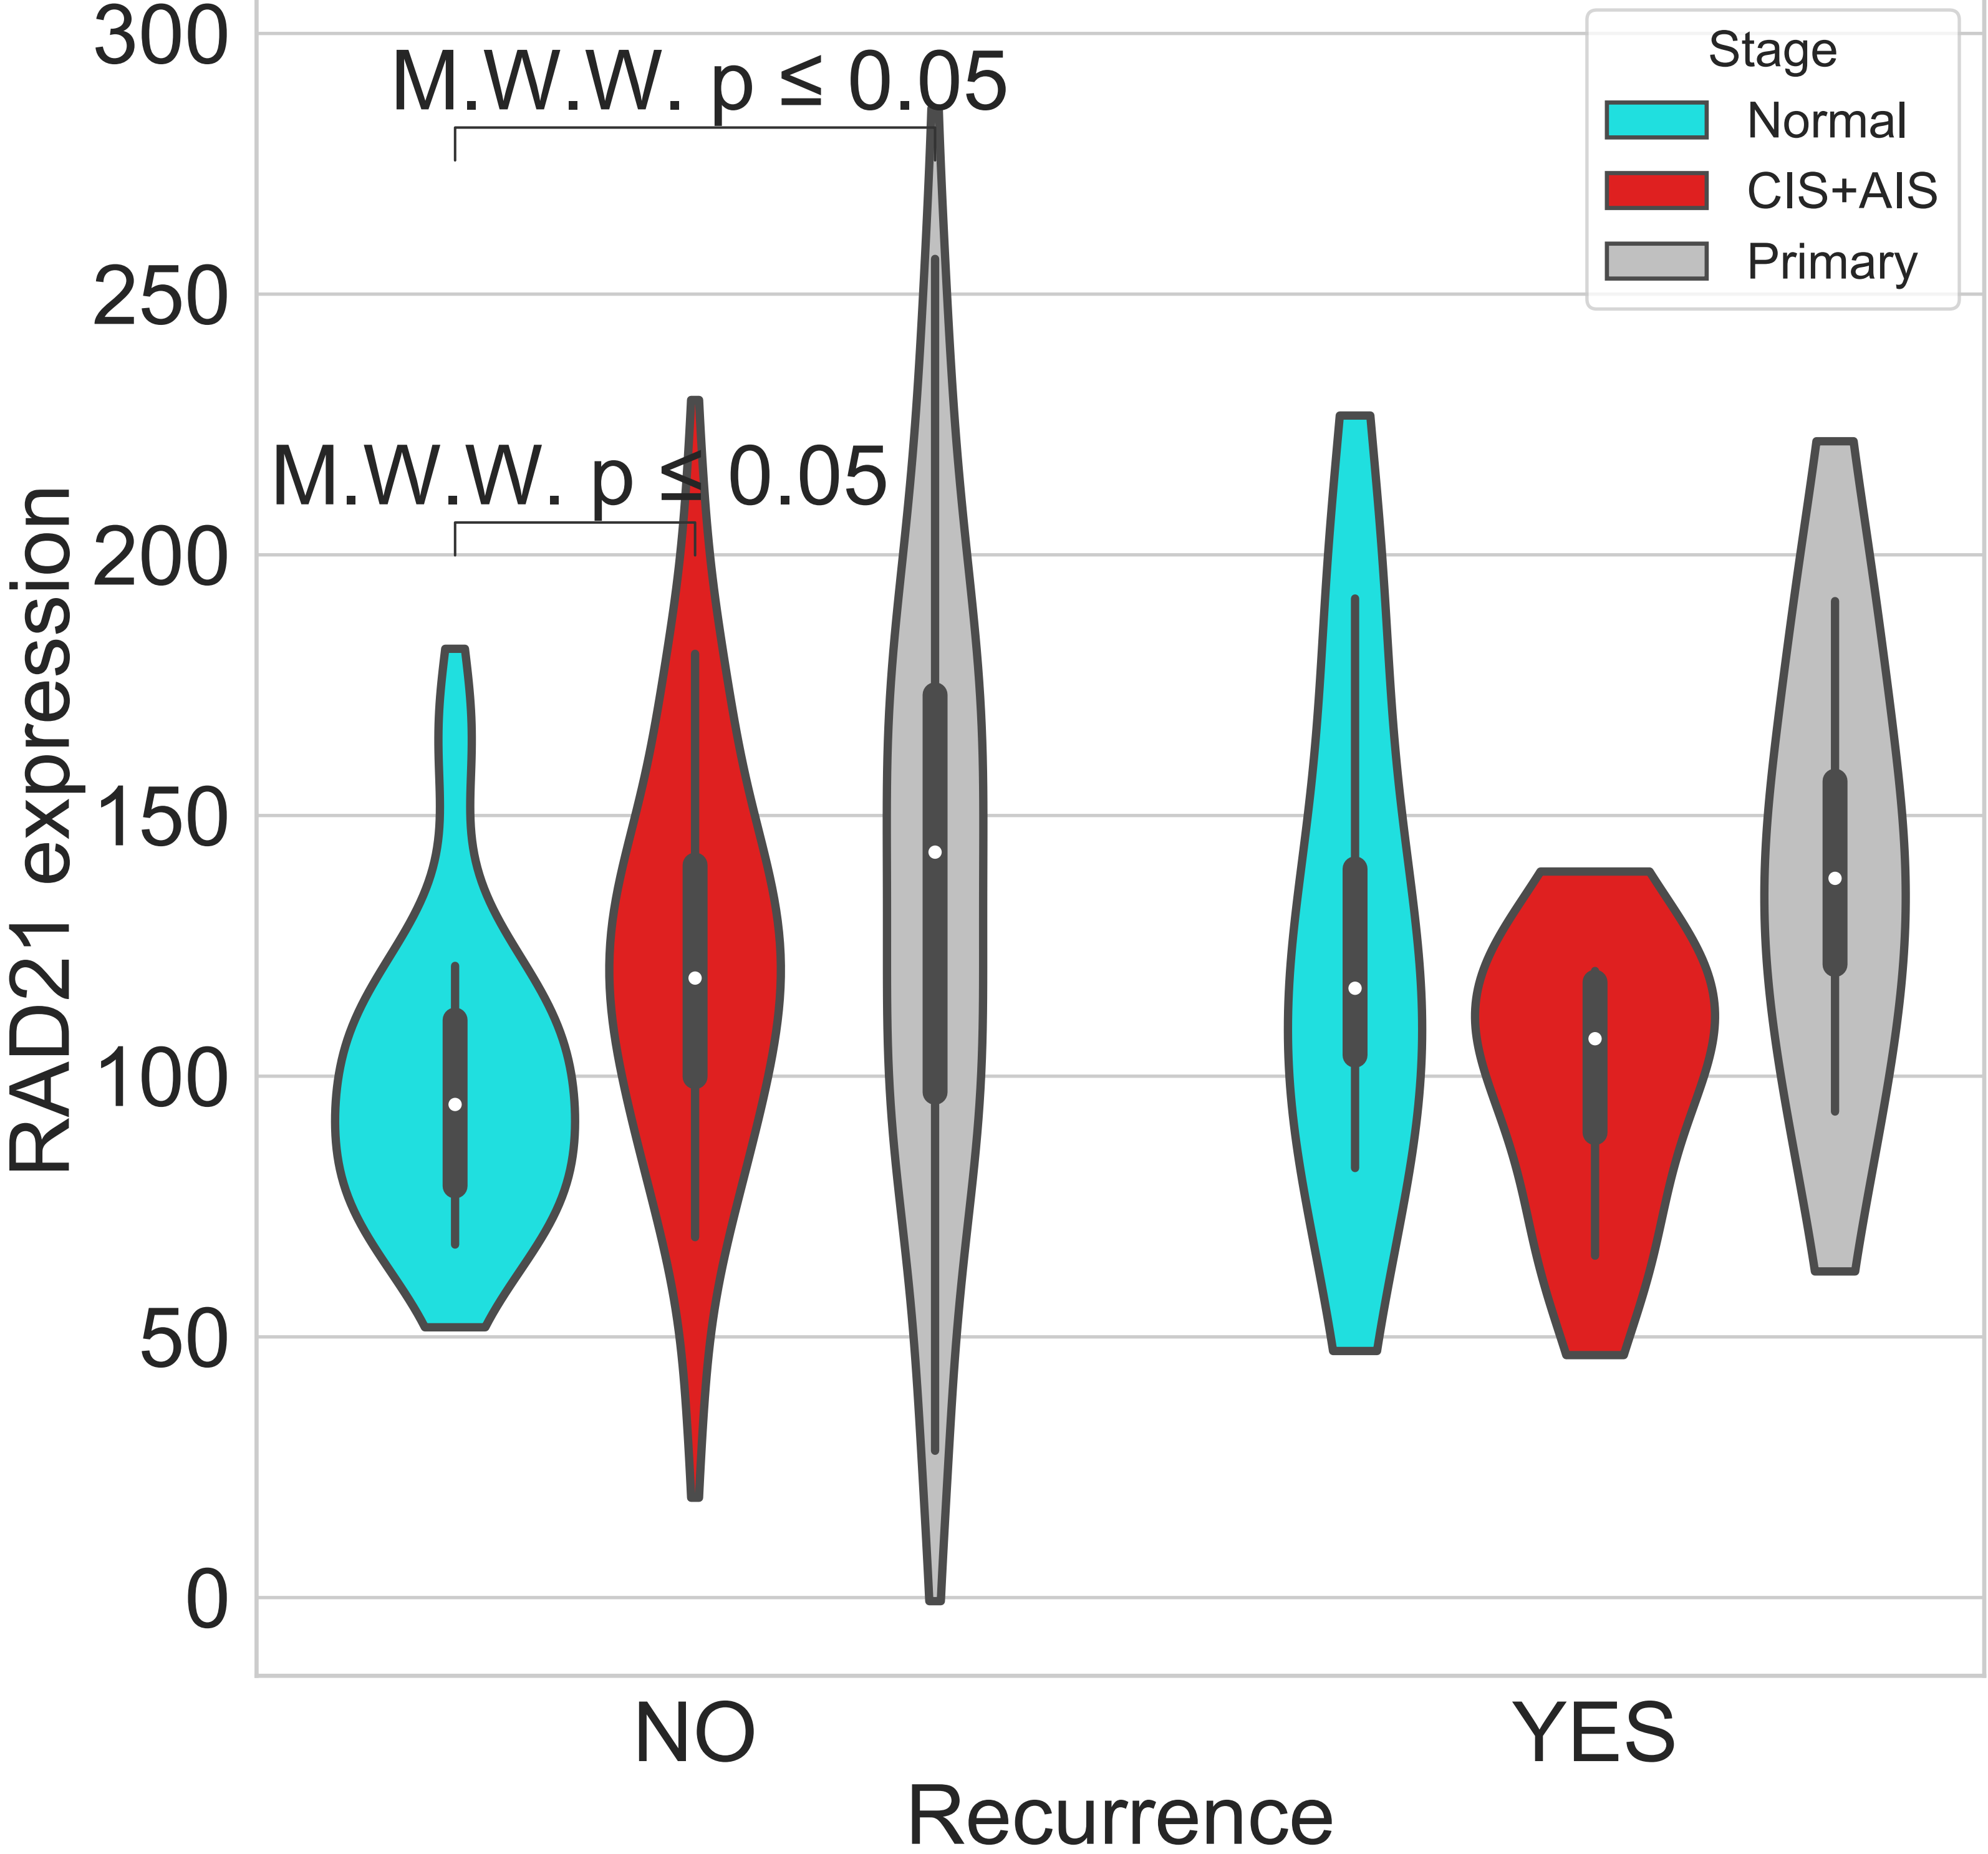 300
250
200
150
100
50
0
RAD21 expression
M.W.W. p ≤ 0.05
M.W.W. p ≤ 0.05
Stage
Normal
CIS+AIS
Primary
NO
YES
Recurrence